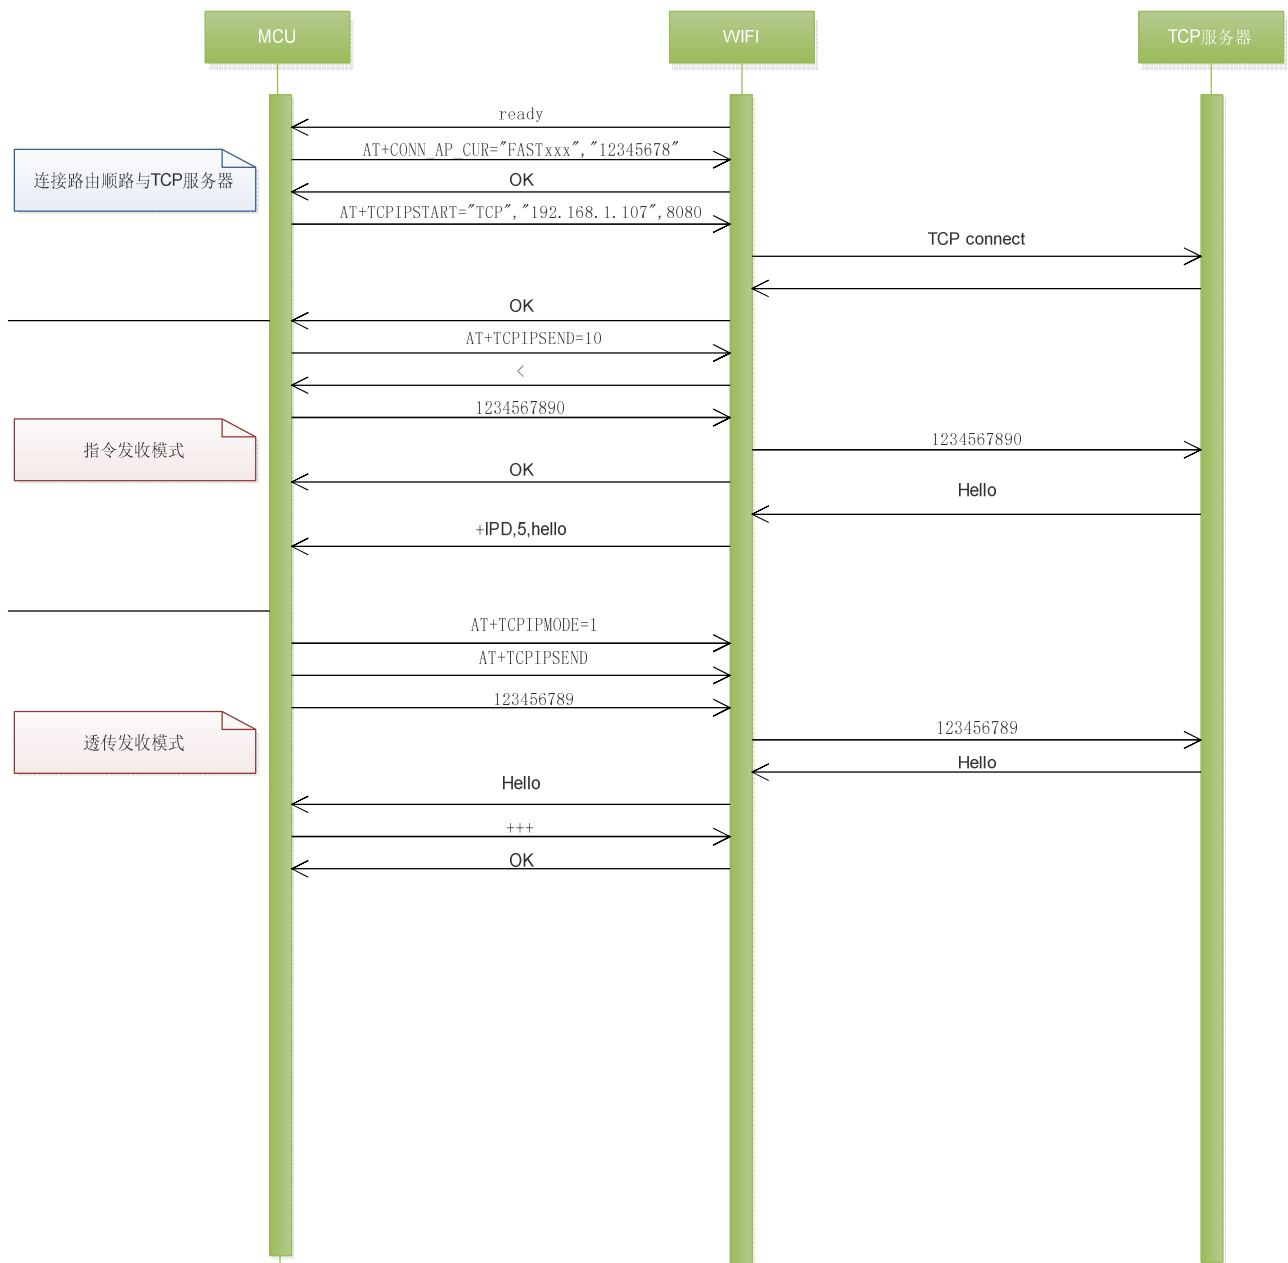 MCU
WIFI
TCP服务器
ready
AT+CONN_AP_CUR="FASTxxx","12345678"
连接路由顺路与TCP服务器
OK
AT+TCPIPSTART="TCP","192.168.1.107",8080
TCP connect
OK
AT+TCPIPSEND=10
<
1234567890
指令发收模式
1234567890
OK
Hello
+IPD,5,hello
AT+TCPIPMODE=1
AT+TCPIPSEND
123456789
透传发收模式
123456789
Hello
Hello
+++
OK